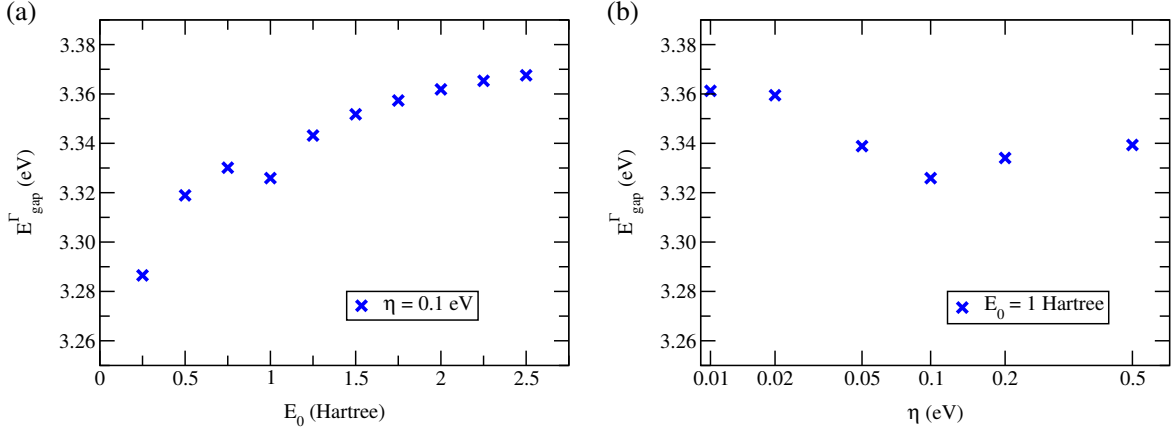 (a)
3.38
3.36
3.34
3.32
3.30
3.28
3.26
E^Γ_gap (eV)
0 0.5 1 1.5 2 2.5
E_0 (Hartree)
η = 0.1 eV
(b)
3.38
3.36
3.34
3.32
3.30
3.28
3.26
E^Γ_gap (eV)
0.01 0.02 0.05 0.1 0.2 0.5
η (eV)
E_0 = 1 Hartree